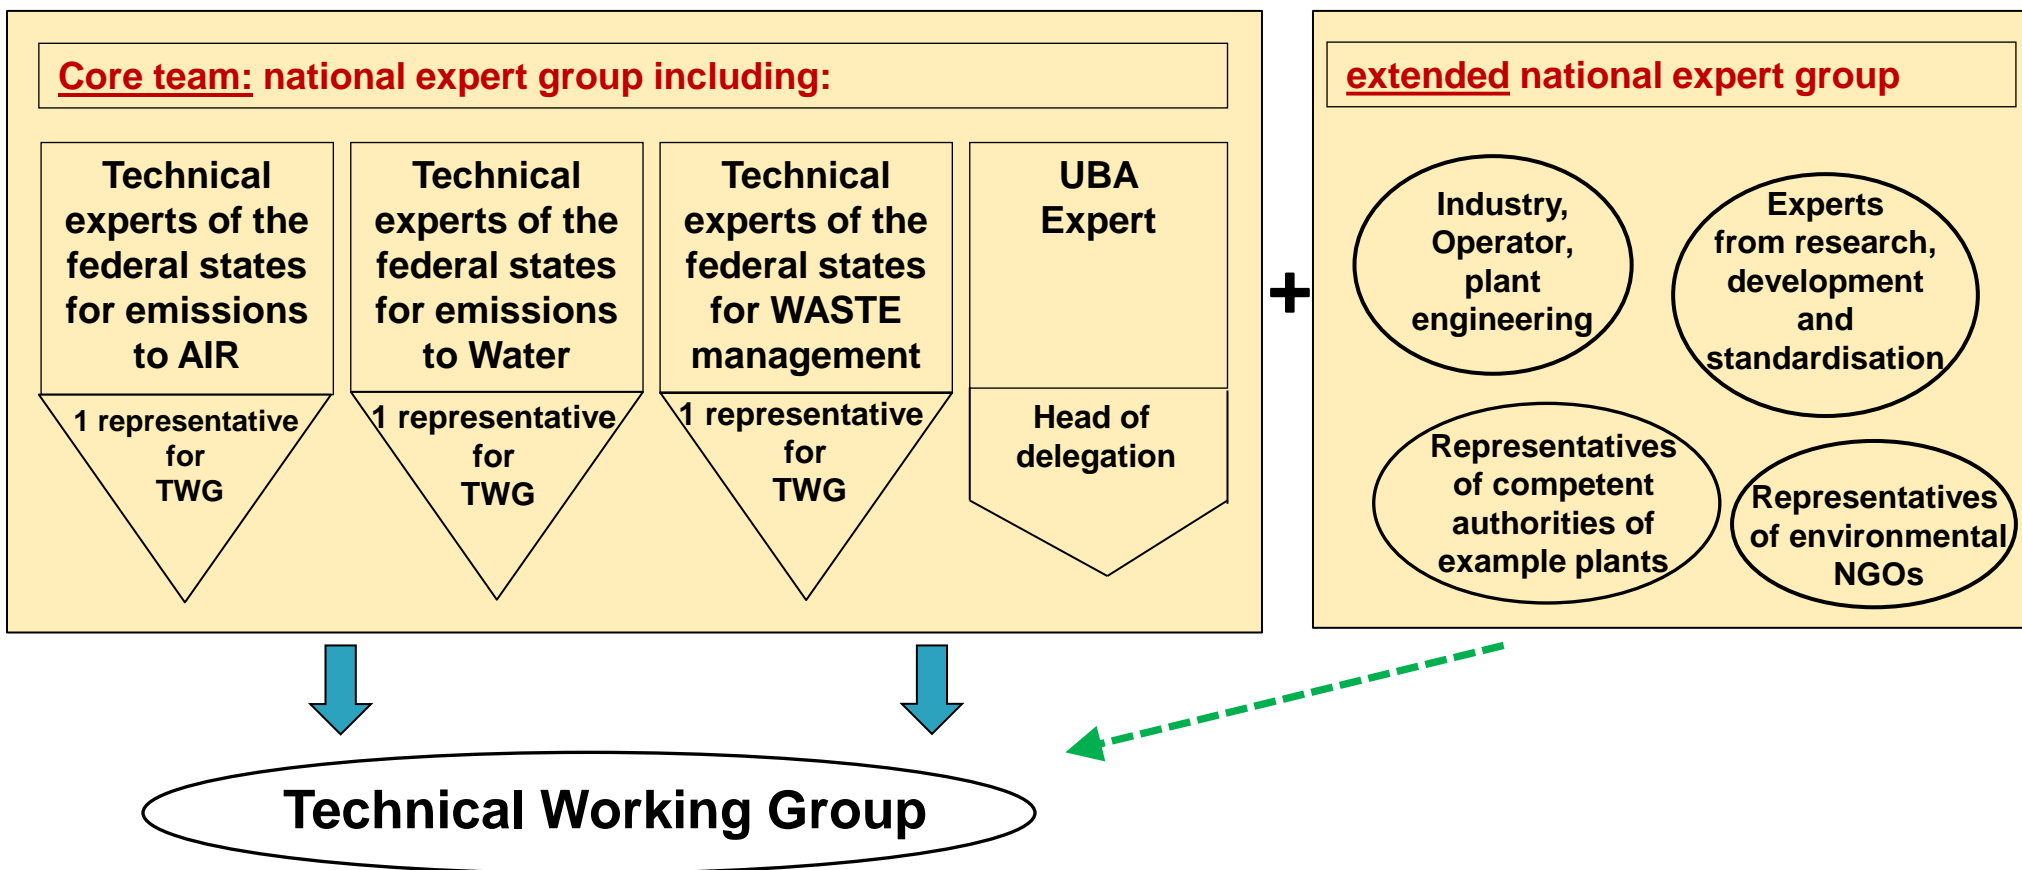 Core team: national expert group including:
Technical
experts of the
federal states
for emissions
to AIR
1 representative
for
TWG
Technical
experts of the
federal states
for emissions
to Water
1 representative
for
TWG
Technical
experts of the
federal states
for WASTE
management
1 representative
for
TWG
UBA
Expert
Head of
delegation
+
extended national expert group
Industry,
Operator,
plant
engineering
Experts
from research,
development
and
standardisation
Representatives
of competent
authorities of
example plants
Representatives
of environmental
NGOs
Technical Working Group